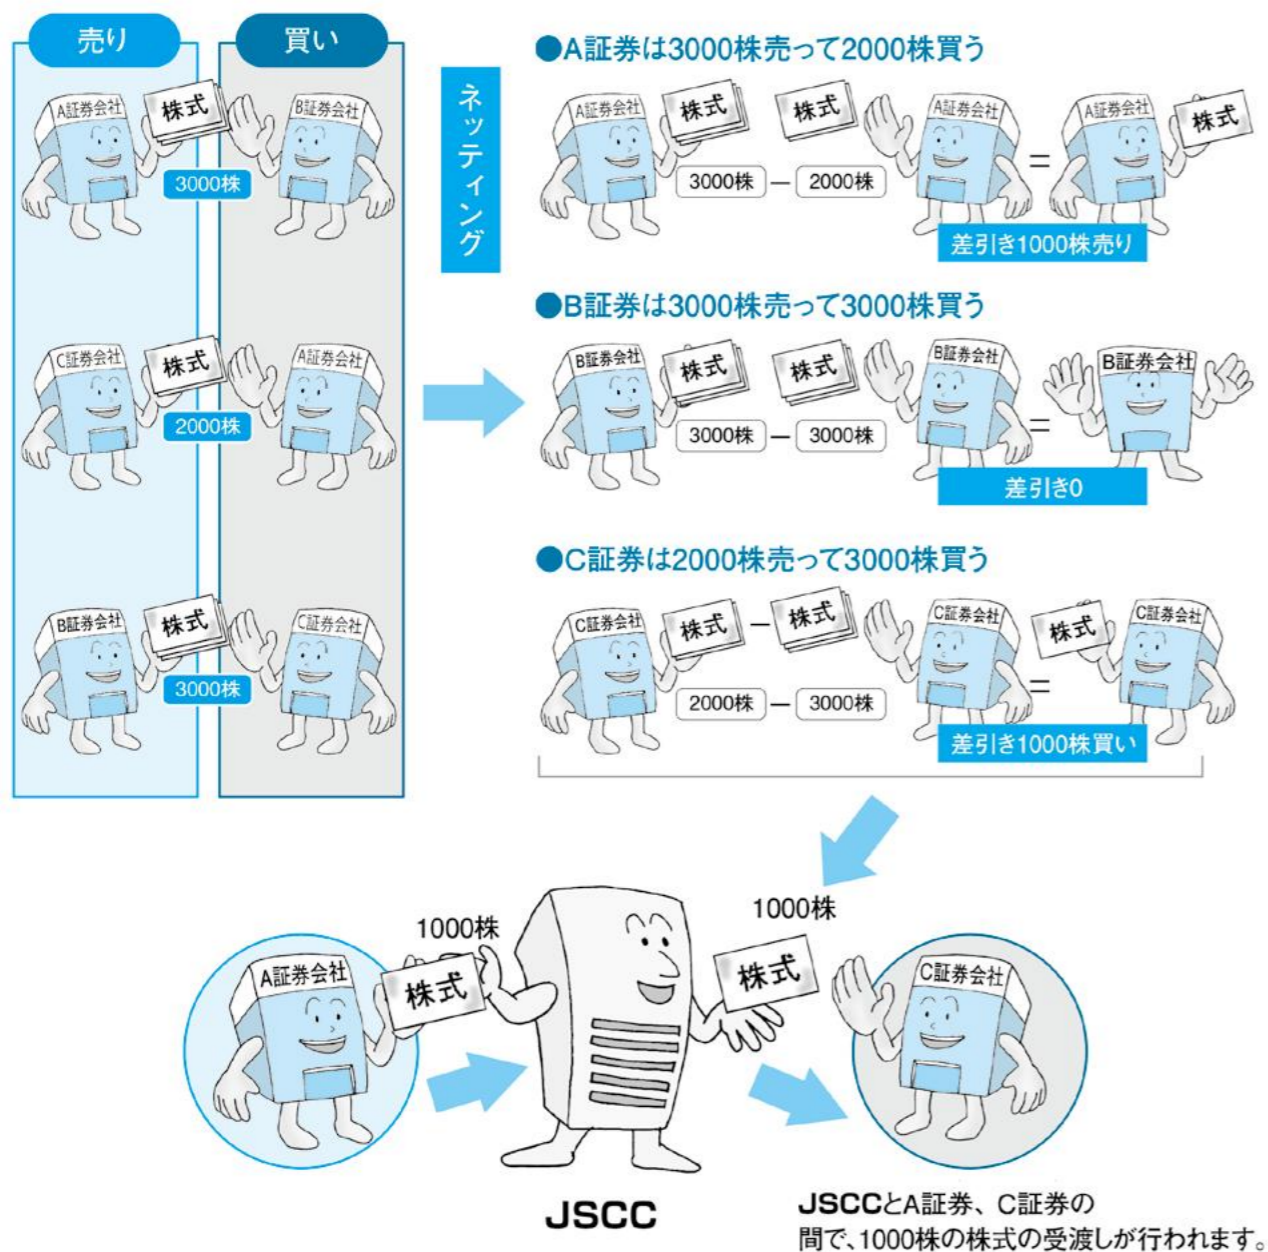 売り
買い
A証券会社
株式
B証券会社
3000株
C証券会社
株式
A証券会社
2000株
B証券会社
株式
C証券会社
3000株
ネッティング
●A証券は3000株売って2000株買う
A証券会社
株式
株式
A証券会社
=
A証券会社
株式
3000株 ー 2000株
差引き1000株売り
●B証券は3000株売って3000株買う
B証券会社
株式
株式
B証券会社
=
B証券会社
3000株 ー 3000株
差引き0
●C証券は2000株売って3000株買う
C証券会社
株式 ー 株式
C証券会社
=
株式
C証券会社
2000株 ー 3000株
差引き1000株買い
1000株
1000株
A証券会社
株式
株式
C証券会社
JSCC
JSCCとA証券、C証券の
間で、1000株の株式の受渡しが行われます。